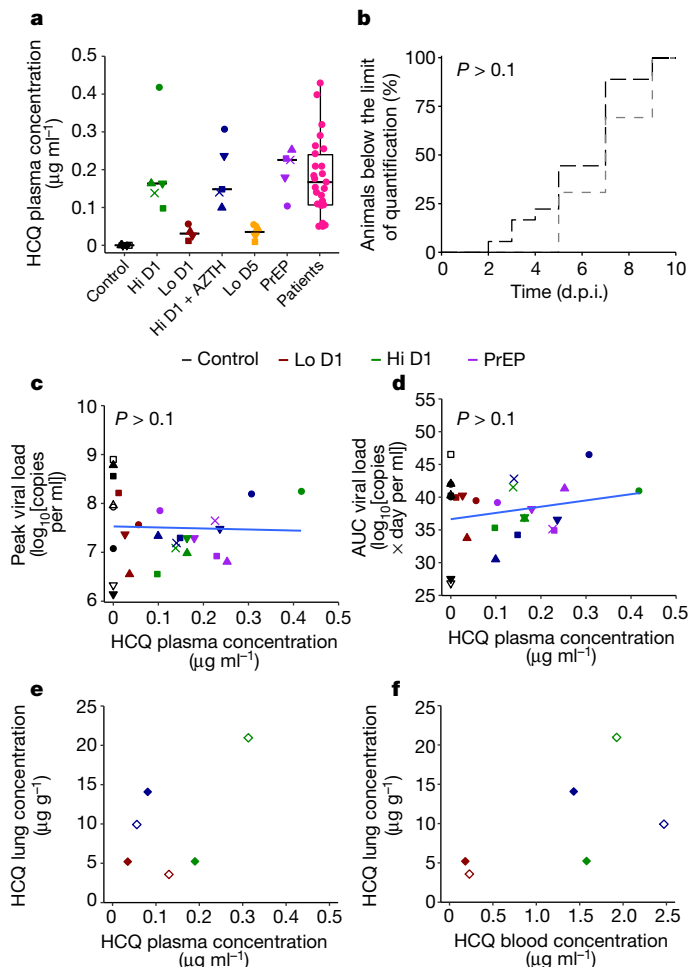 a
HCQ plasma concentration
(µg ml⁻¹)
0.5
0.4
0.3
0.2
0.1
0
Control
Hi D1
Lo D1
Hi D1 + AZTH
Lo D5
PrEP
Patients
b
P > 0.1
Animals below the limit
of quantification (%)
100
75
50
25
0
0 2 4 6 8 10
Time (d.p.i.)
Control Lo D1 Hi D1 PrEP
c
P > 0.1
Peak viral load
(log₁₀[copies
per ml])
10
9
8
7
6
0 0.1 0.2 0.3 0.4 0.5
HCQ plasma concentration
(µg ml⁻¹)
d
P > 0.1
AUC viral load
(log₁₀[copies
× day per ml])
55
50
45
40
35
30
25
0 0.1 0.2 0.3 0.4 0.5
HCQ plasma concentration
(µg ml⁻¹)
e
HCQ lung concentration
(µg g⁻¹)
25
20
15
10
5
0
0 0.1 0.2 0.3 0.4 0.5
HCQ plasma concentration
(µg ml⁻¹)
f
HCQ lung concentration
(µg g⁻¹)
25
20
15
10
5
0
0 0.5 1.0 1.5 2.0 2.5
HCQ blood concentration
(µg ml⁻¹)